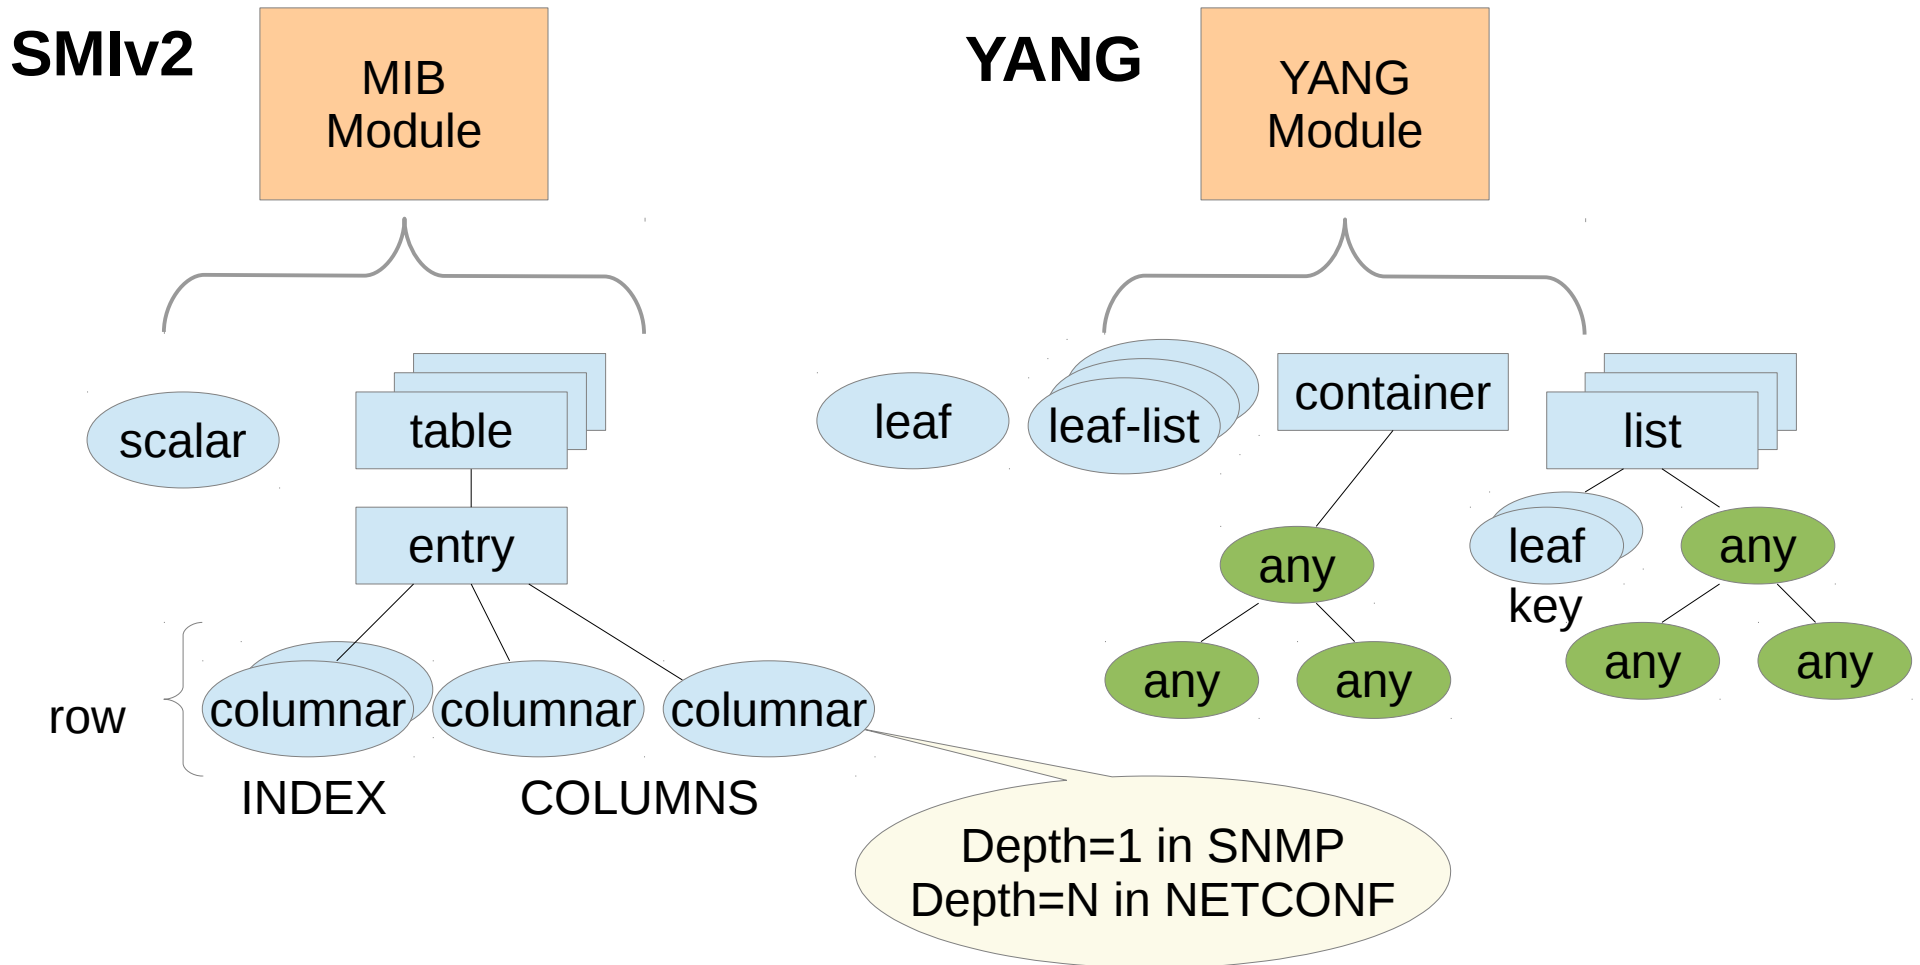 SMIv2
MIB
Module
scalar
table
entry
row
columnar
columnar
columnar
INDEX
COLUMNS
YANG
YANG
Module
leaf
leaf-list
container
list
any
any
any
leaf
key
any
any
any
Depth=1 in SNMP
Depth=N in NETCONF